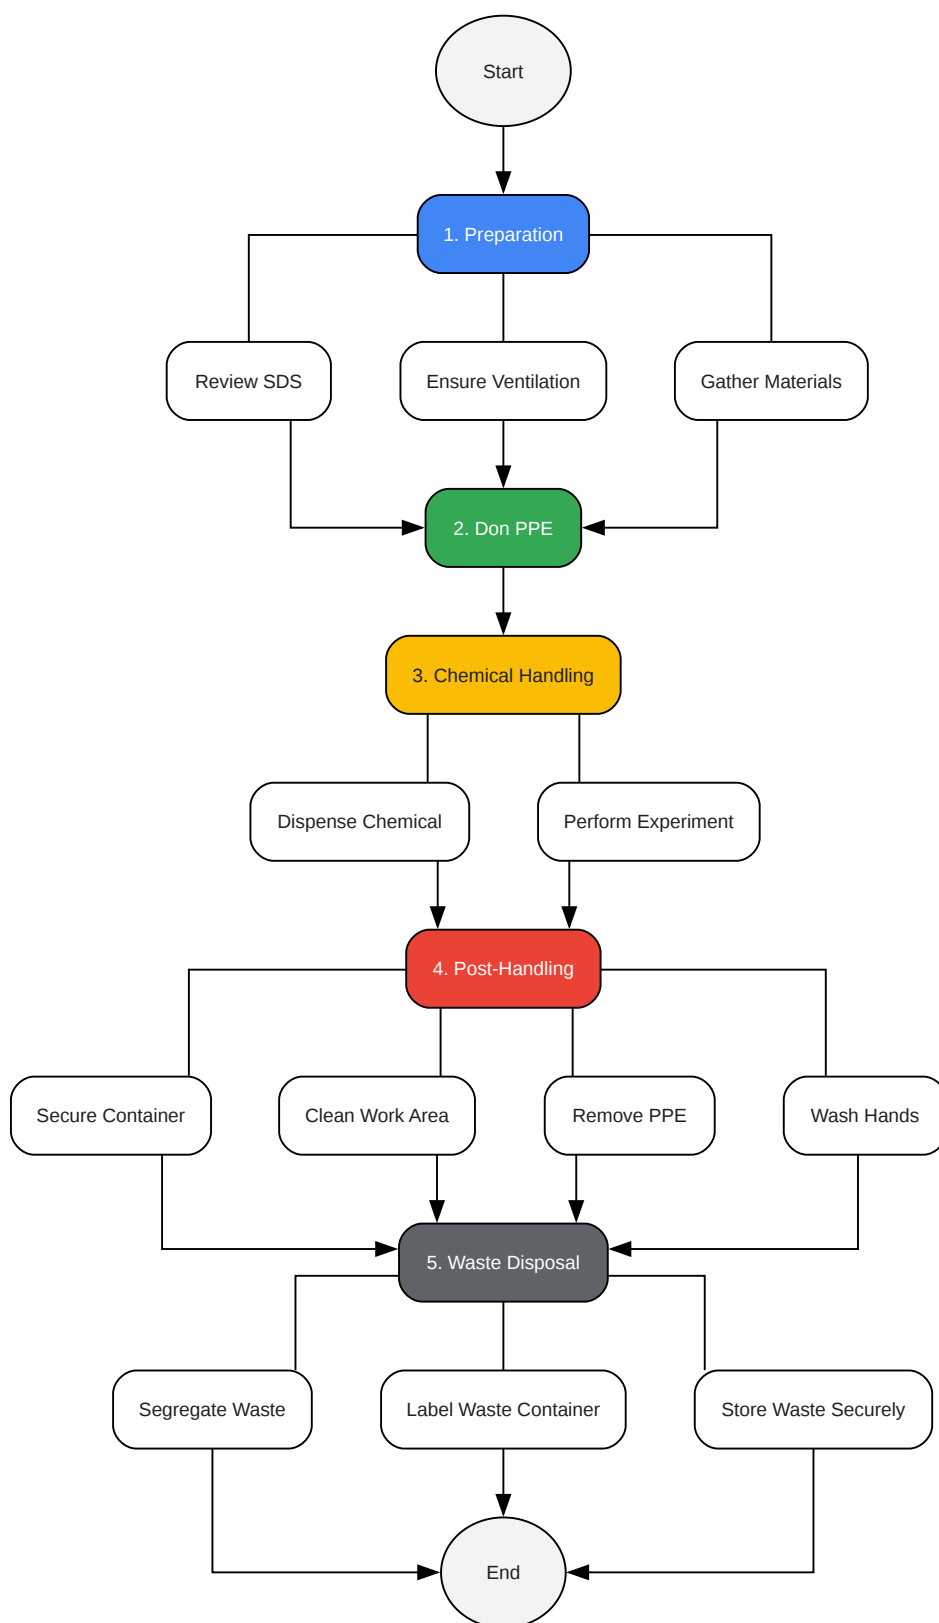 Start
1. Preparation
Review SDS
Ensure Ventilation
Gather Materials
2. Don PPE
3. Chemical Handling
Dispense Chemical
Perform Experiment
4. Post-Handling
Secure Container
Clean Work Area
Remove PPE
Wash Hands
5. Waste Disposal
Segregate Waste
Label Waste Container
Store Waste Securely
End